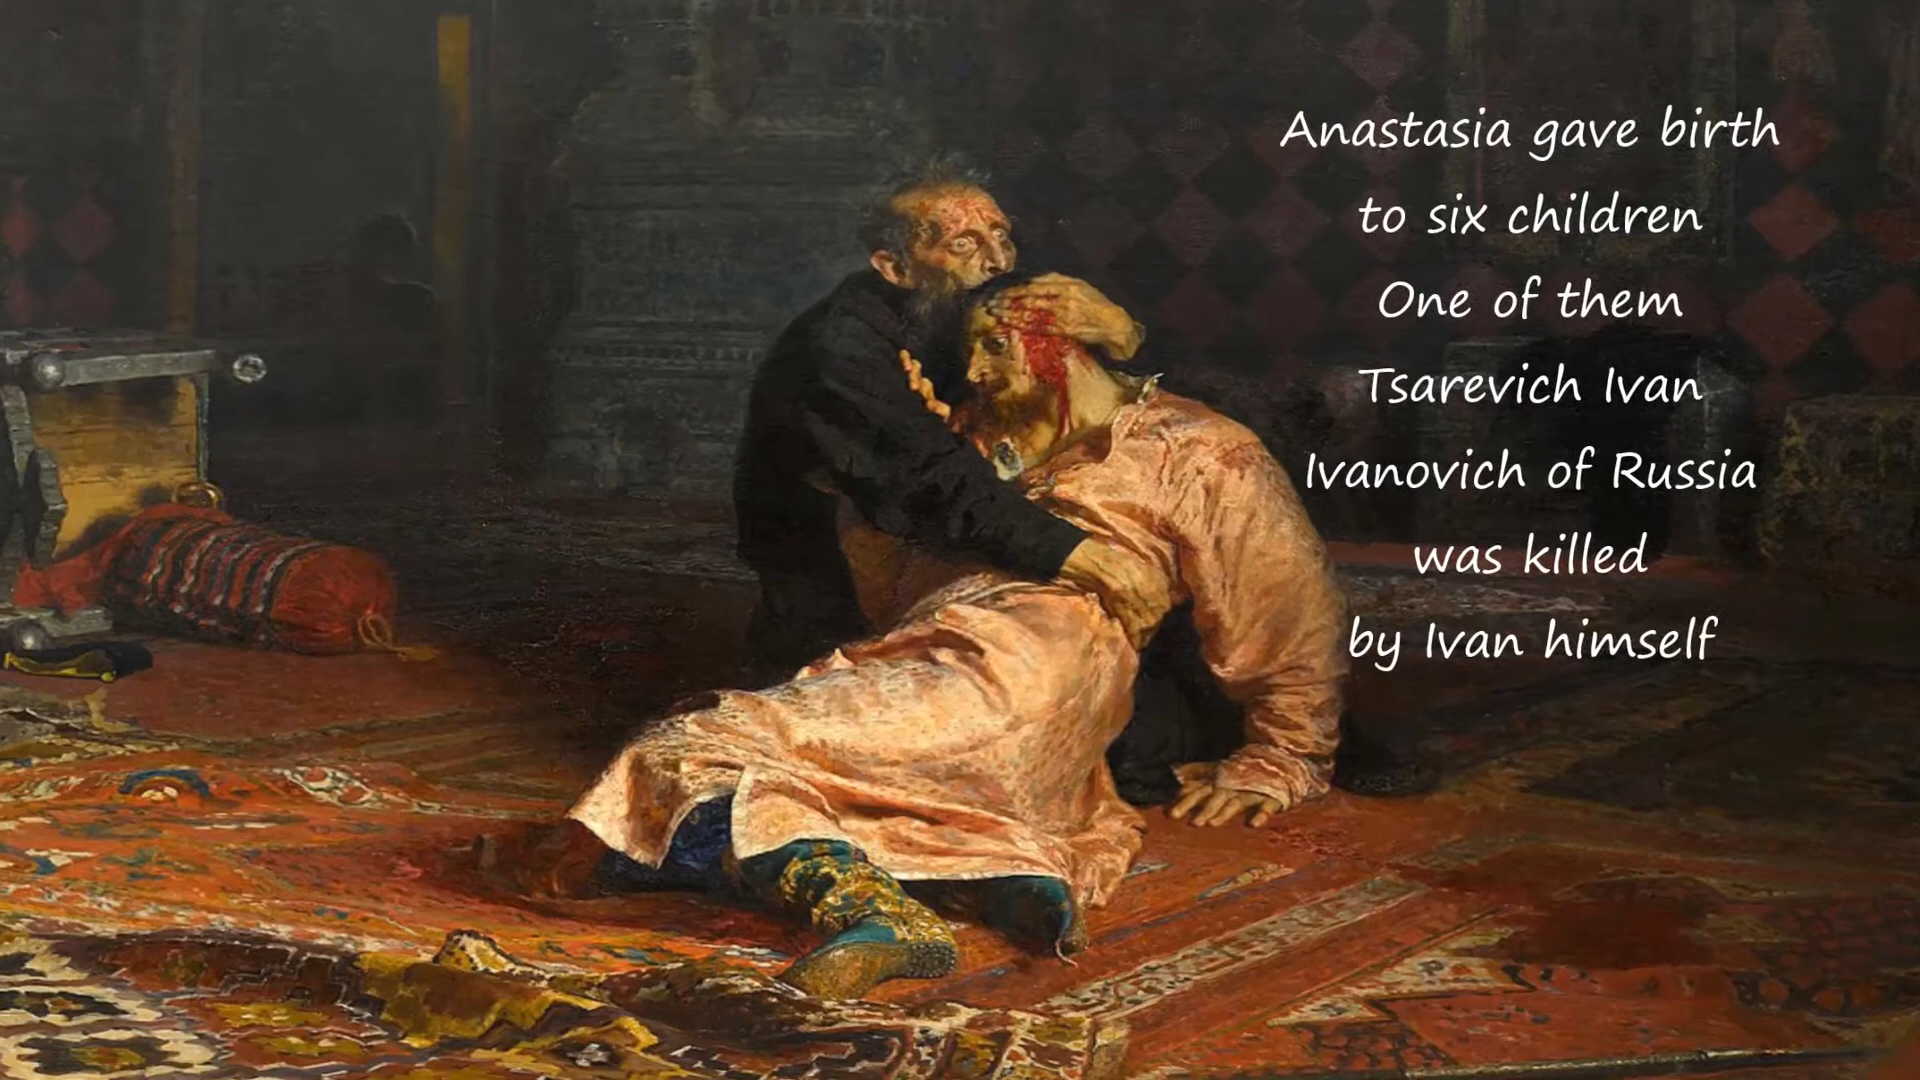 Anastasia gave birth
to six children
One of them
Tsarevich Ivan
Ivanovich of Russia
was killed
by Ivan himself